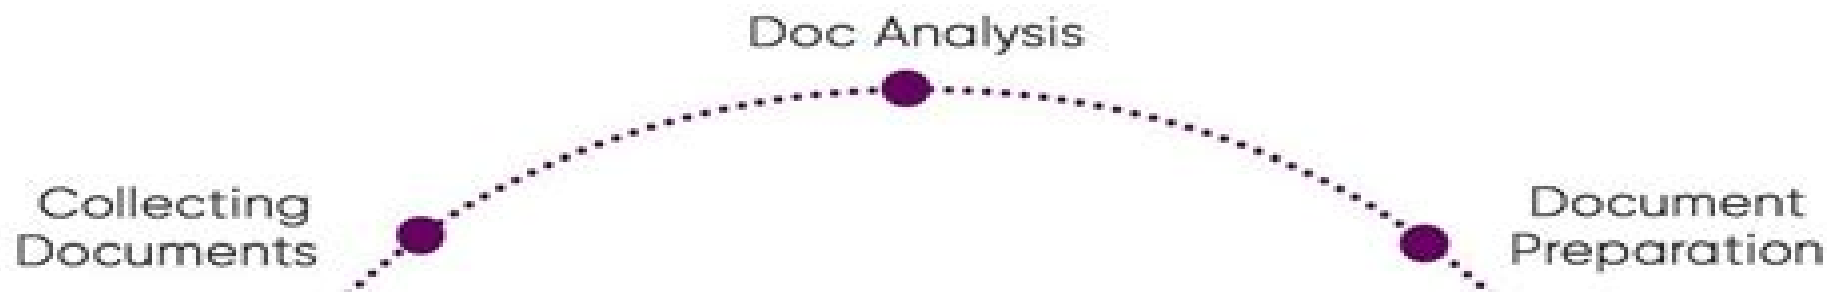 Doc Analysis
Collecting
Documents
Document
Preparation